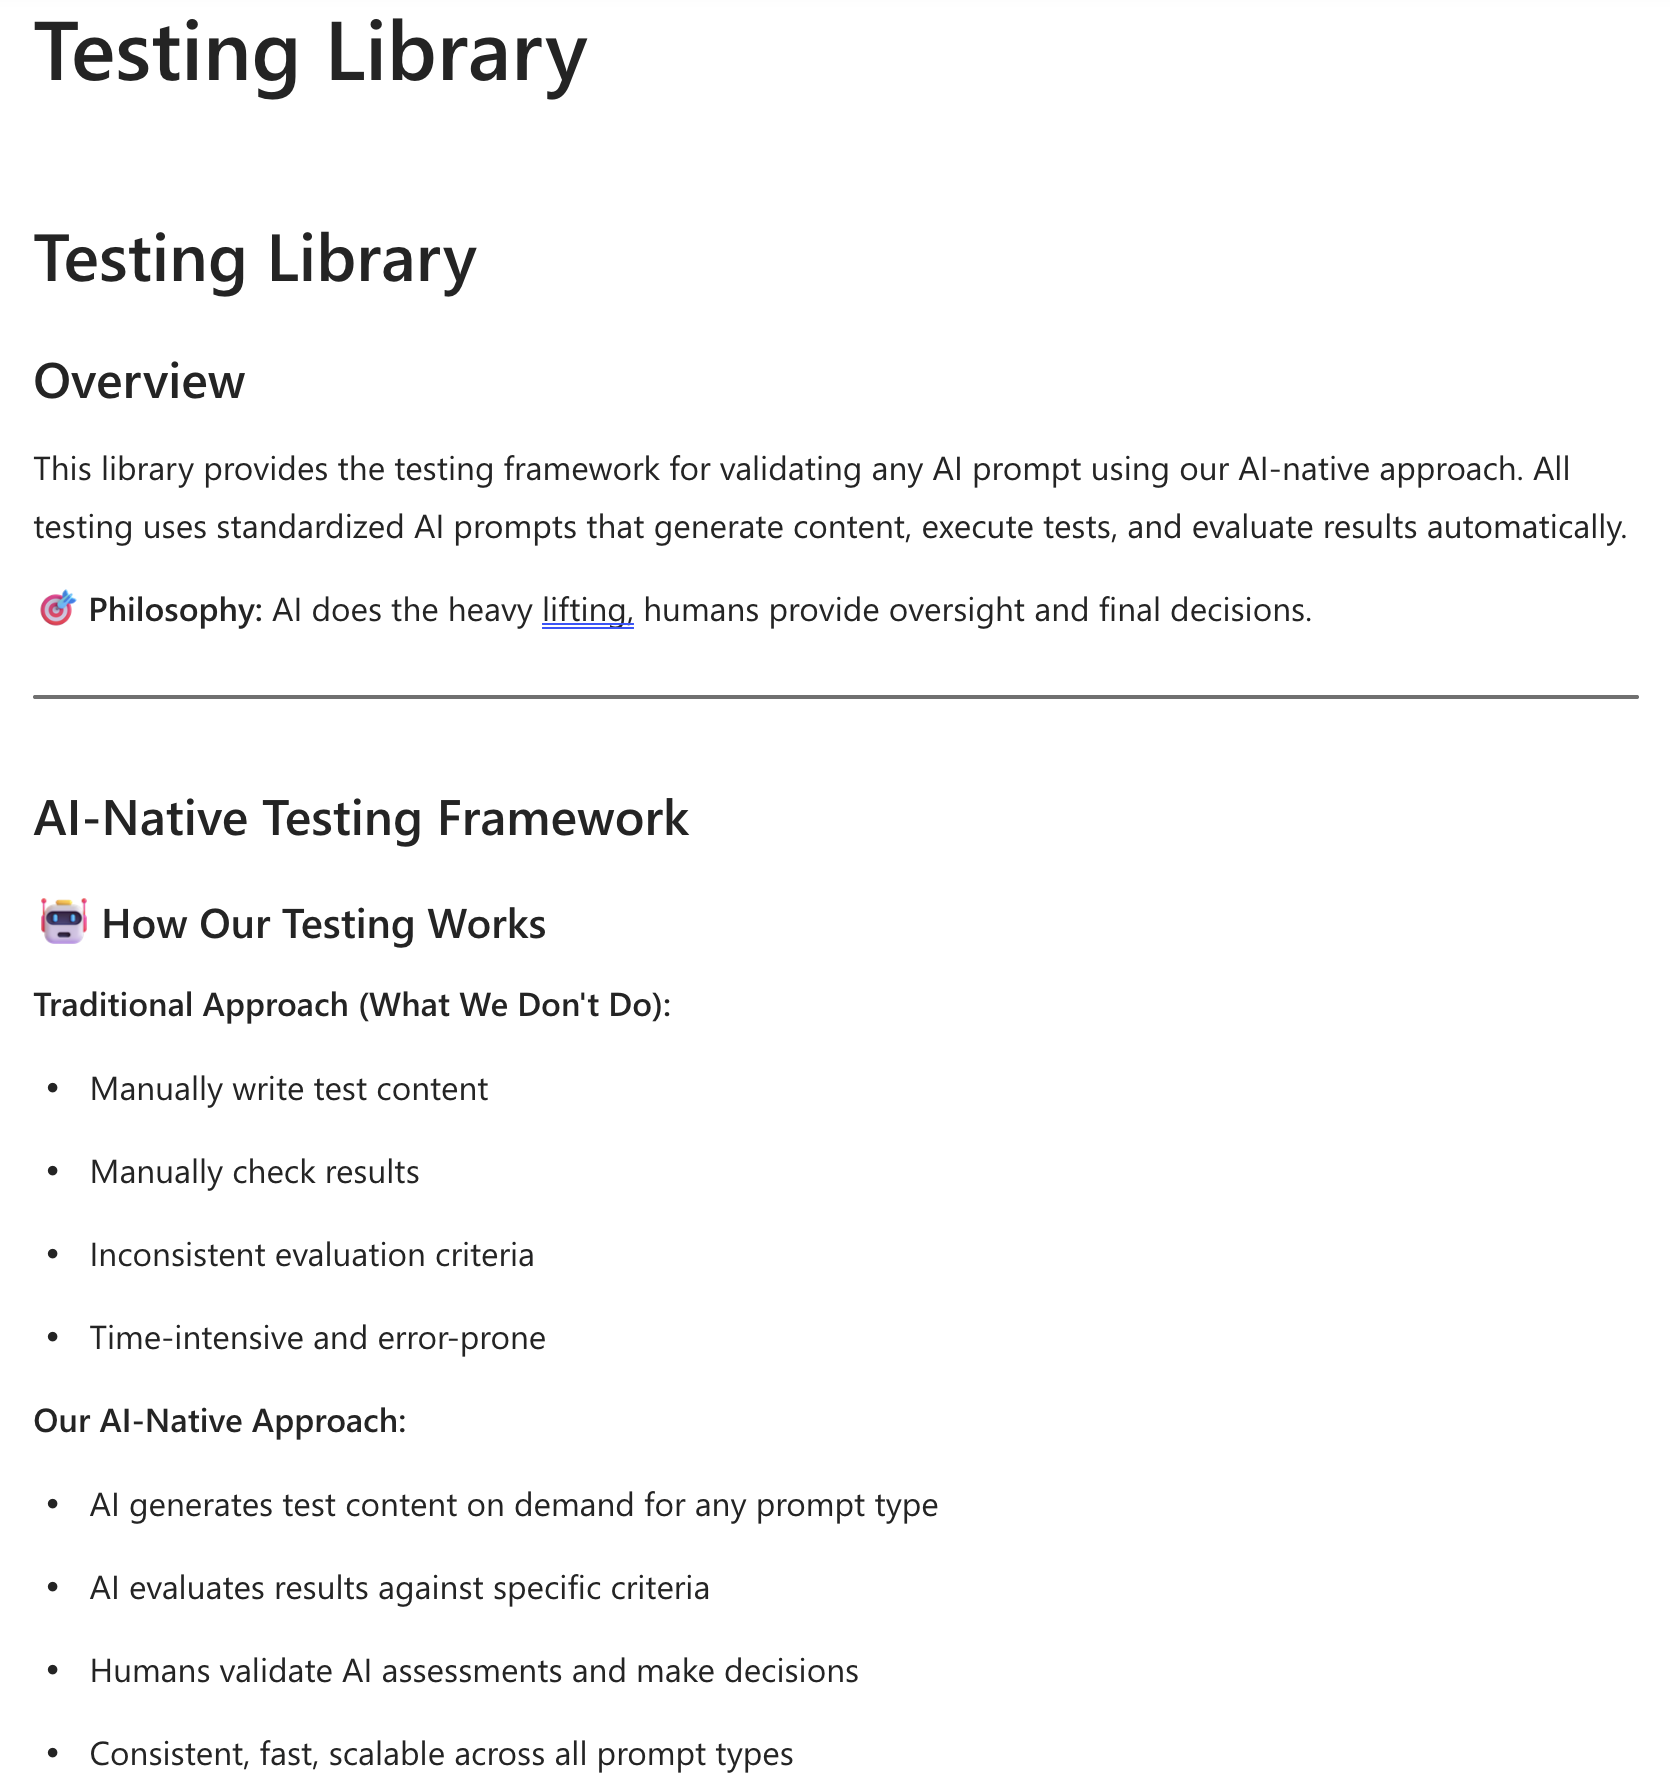 Testing Library
Testing Library
Overview
This library provides the testing framework for validating any AI prompt using our AI-native approach. All
testing uses standardized AI prompts that generate content, execute tests, and evaluate results automatically.
🎯 Philosophy: AI does the heavy lifting, humans provide oversight and final decisions.
AI-Native Testing Framework
🤖 How Our Testing Works
Traditional Approach (What We Don't Do):
• Manually write test content
• Manually check results
• Inconsistent evaluation criteria
• Time-intensive and error-prone
Our AI-Native Approach:
• AI generates test content on demand for any prompt type
• AI evaluates results against specific criteria
• Humans validate AI assessments and make decisions
• Consistent, fast, scalable across all prompt types